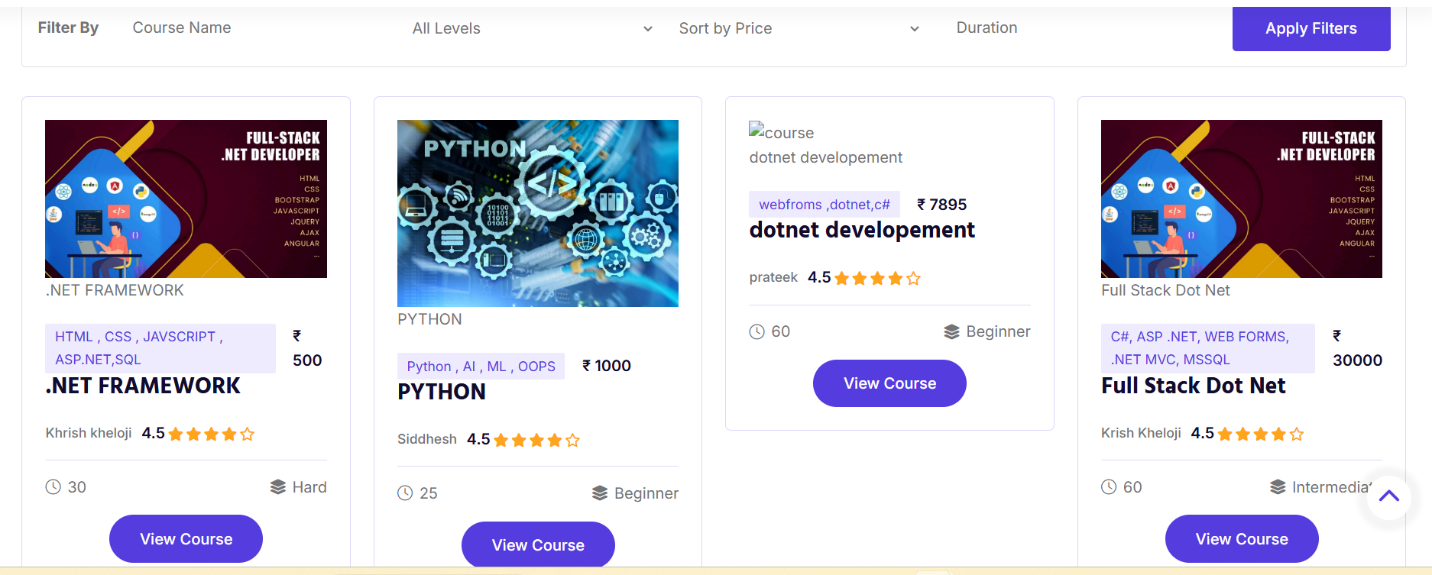 Filter By Course Name All Levels Sort by Price Duration Apply Filters
FULL-STACK
.NET DEVELOPER
HTML
CSS
BOOTSTRAP
JAVASCRIPT
JQUERY
AJAX
ANGULAR
...
.NET FRAMEWORK
HTML , CSS , JAVSCRIPT ,
ASP.NET,SQL
₹
500
.NET FRAMEWORK
Khrish kheloji 4.5
30 Hard
View Course
PYTHON
</>
10100
01101
11011
01001
PYTHON
Python , AI , ML , OOPS ₹ 1000
PYTHON
Siddhesh 4.5
25 Beginner
View Course
course
dotnet developement
webfroms ,dotnet,c# ₹ 7895
dotnet developement
prateek 4.5
60 Beginner
View Course
FULL-STACK
.NET DEVELOPER
HTML
CSS
BOOTSTRAP
JAVASCRIPT
JQUERY
AJAX
ANGULAR
...
Full Stack Dot Net
C#, ASP .NET, WEB FORMS,
.NET MVC, MSSQL
₹
30000
Full Stack Dot Net
Krish Kheloji 4.5
60 Intermediat
View Course